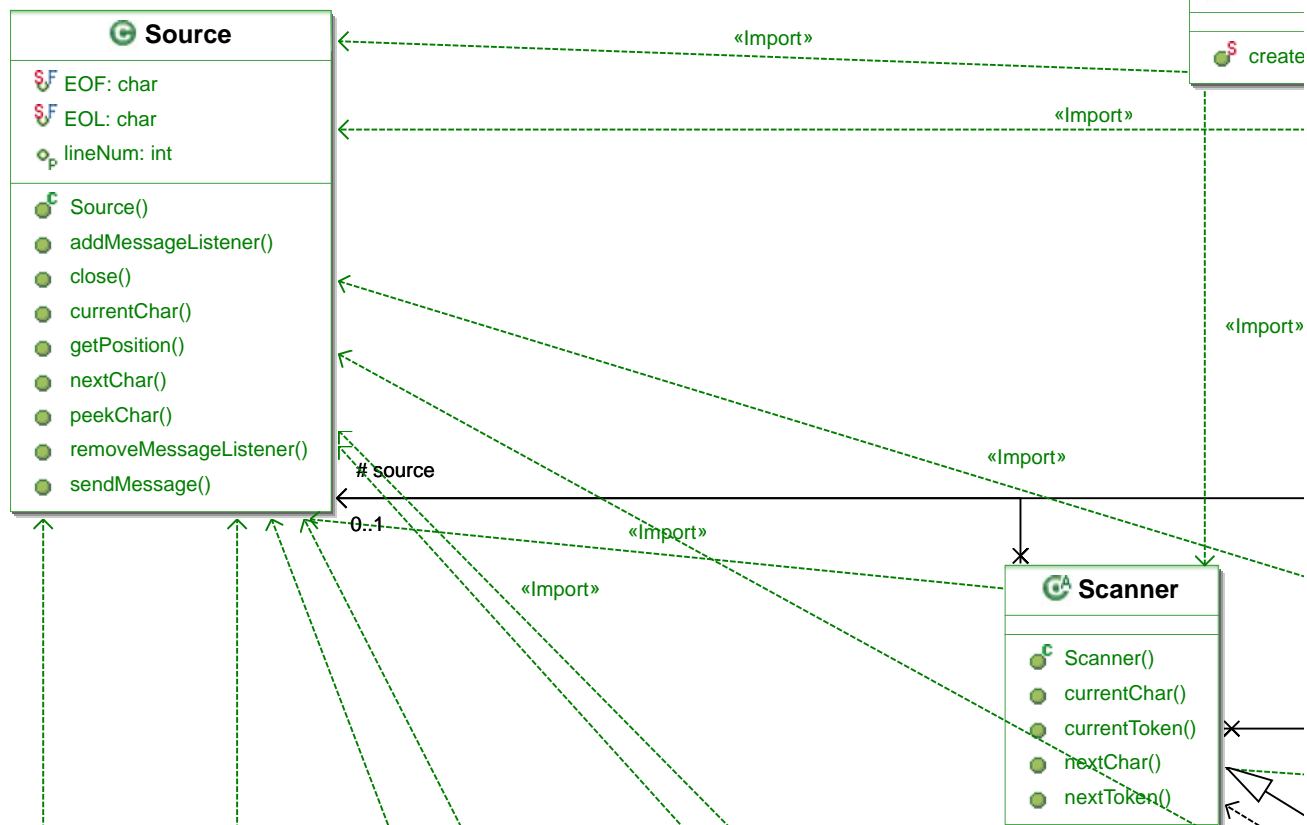 Source
EOF: char
EOL: char
lineNum: int
Source()
addMessageListener()
close()
currentChar()
getPosition()
nextChar()
peekChar()
removeMessageListener()
sendMessage()
«Import»
create
«Import»
«Import»
«Import»
# source
0..1
«Import»
«Import»
Scanner
Scanner()
currentChar()
currentToken()
nextChar()
nextToken()